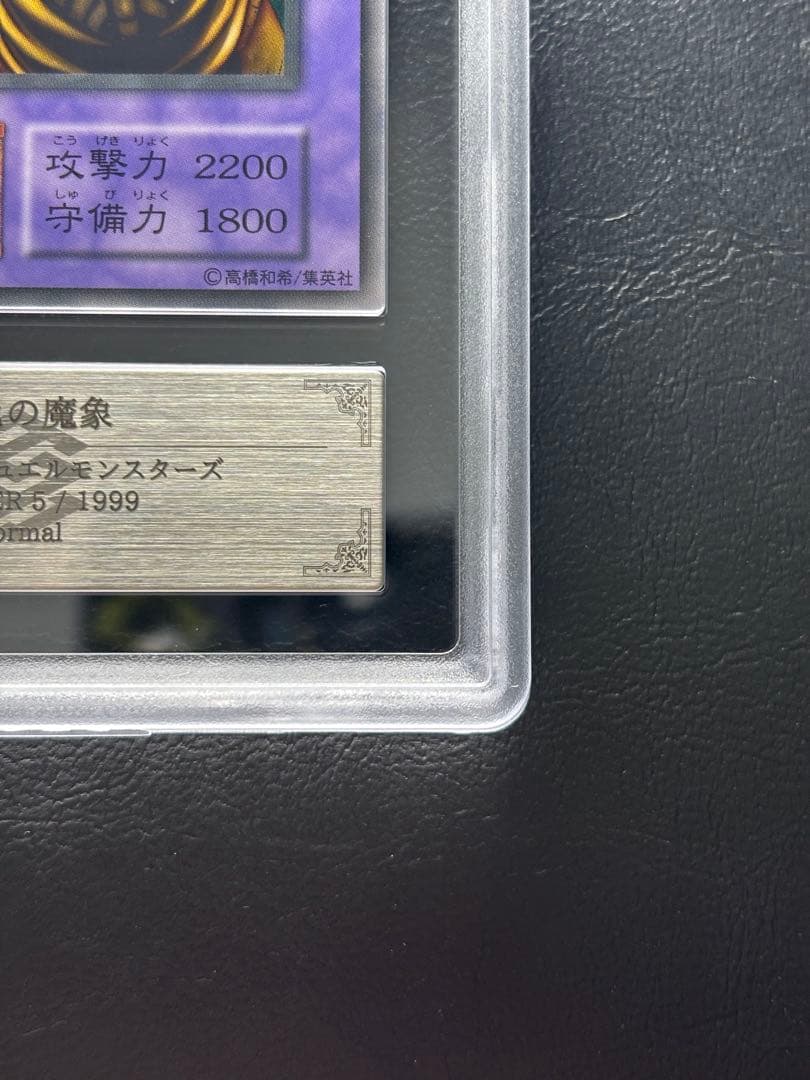 こう げき りょく
攻撃力 2200
しゅ び りょく
守備力 1800
©高橋和希/集英社
の魔象
ュエルモンスターズ
ER 5 / 1999
ormal